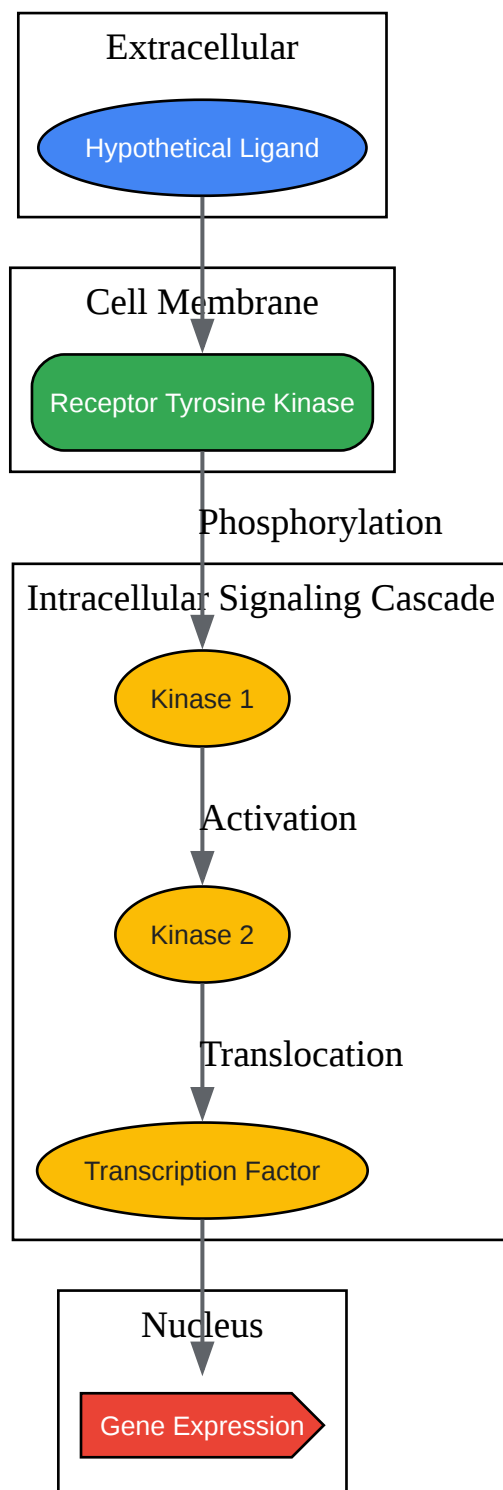 Extracellular
Hypothetical Ligand
Cell Membrane
Receptor Tyrosine Kinase
Phosphorylation
Intracellular Signaling Cascade
Kinase 1
Activation
Kinase 2
Translocation
Transcription Factor
Nucleus
Gene Expression